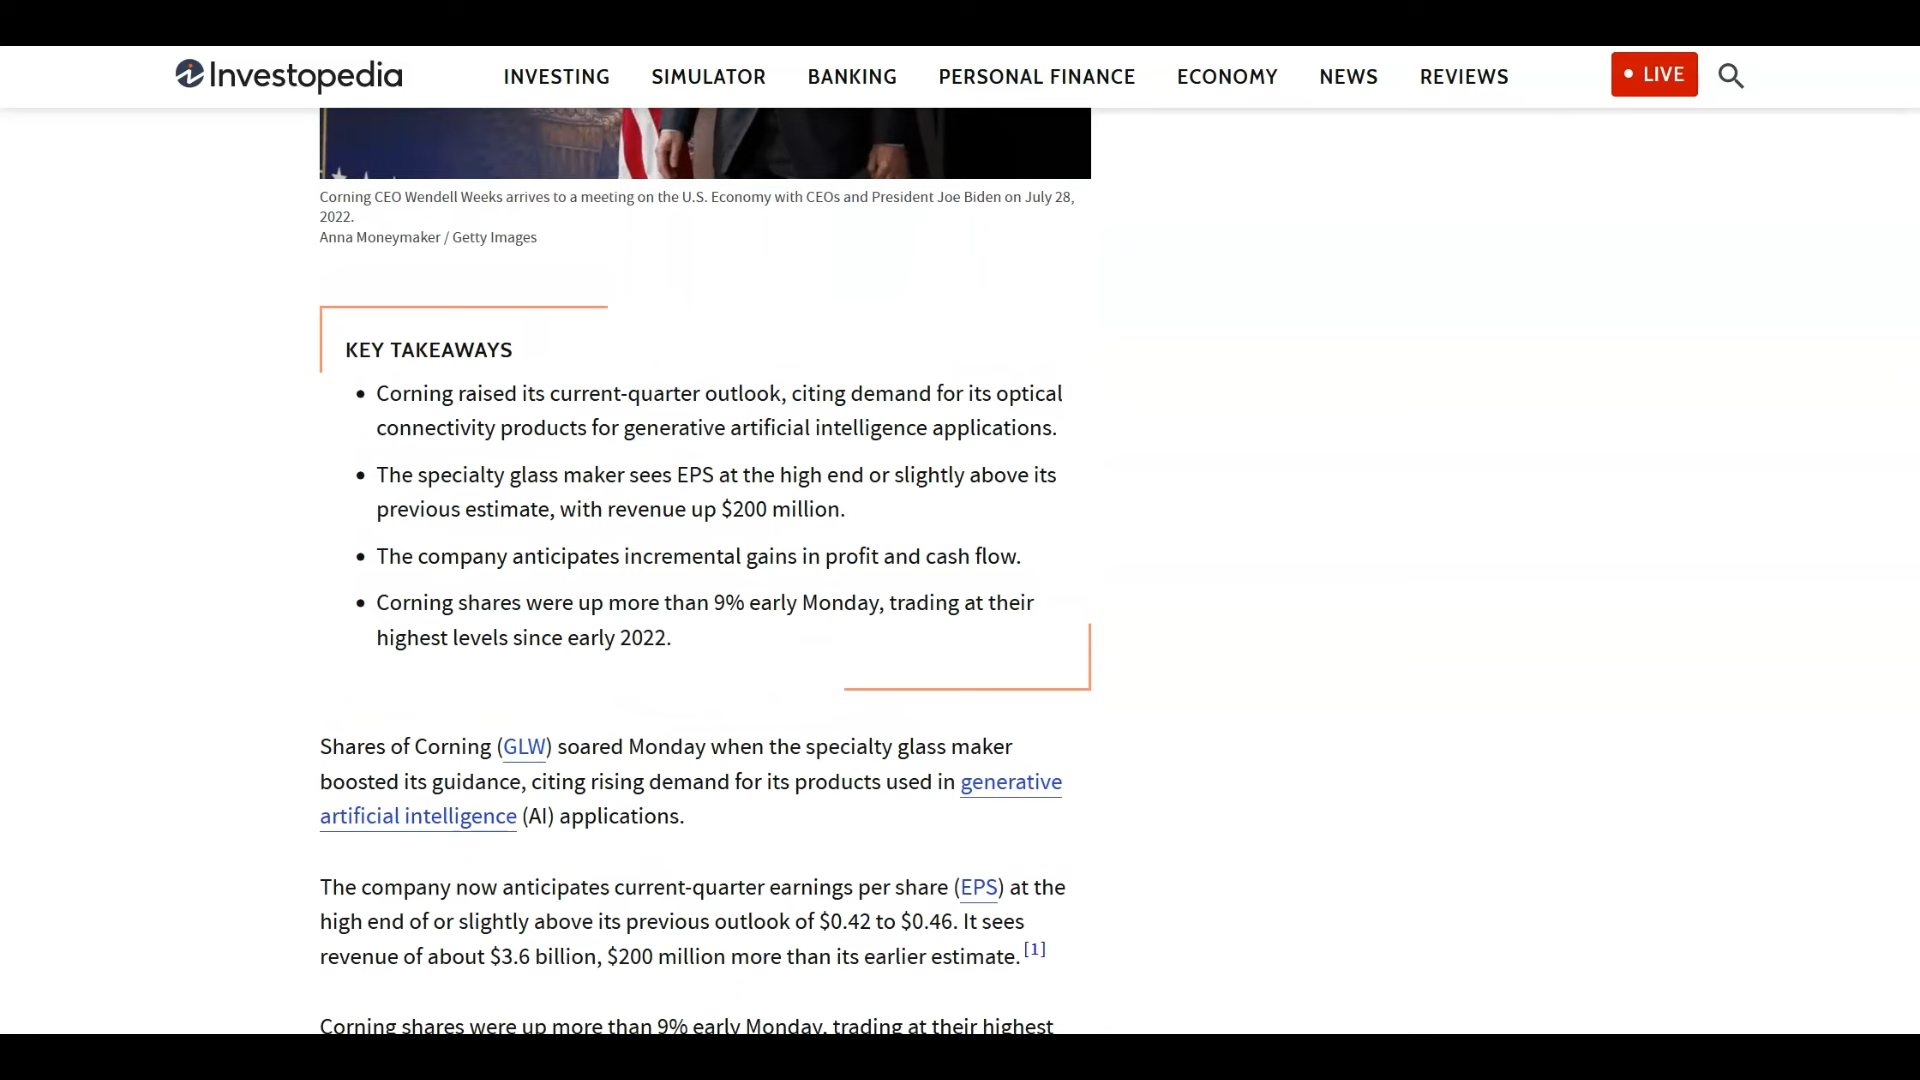 Investopedia
INVESTING SIMULATOR BANKING PERSONAL FINANCE ECONOMY NEWS REVIEWS
LIVE
Corning CEO Wendell Weeks arrives to a meeting on the U.S. Economy with CEOs and President Joe Biden on July 28,
2022.
Anna Moneymaker / Getty Images
KEY TAKEAWAYS
• Corning raised its current-quarter outlook, citing demand for its optical
connectivity products for generative artificial intelligence applications.
• The specialty glass maker sees EPS at the high end or slightly above its
previous estimate, with revenue up $200 million.
• The company anticipates incremental gains in profit and cash flow.
• Corning shares were up more than 9% early Monday, trading at their
highest levels since early 2022.
Shares of Corning (GLW) soared Monday when the specialty glass maker
boosted its guidance, citing rising demand for its products used in generative
artificial intelligence (AI) applications.
The company now anticipates current-quarter earnings per share (EPS) at the
high end of or slightly above its previous outlook of $0.42 to $0.46. It sees
revenue of about $3.6 billion, $200 million more than its earlier estimate. [1]
Corning shares were up more than 9% early Monday, trading at their highest